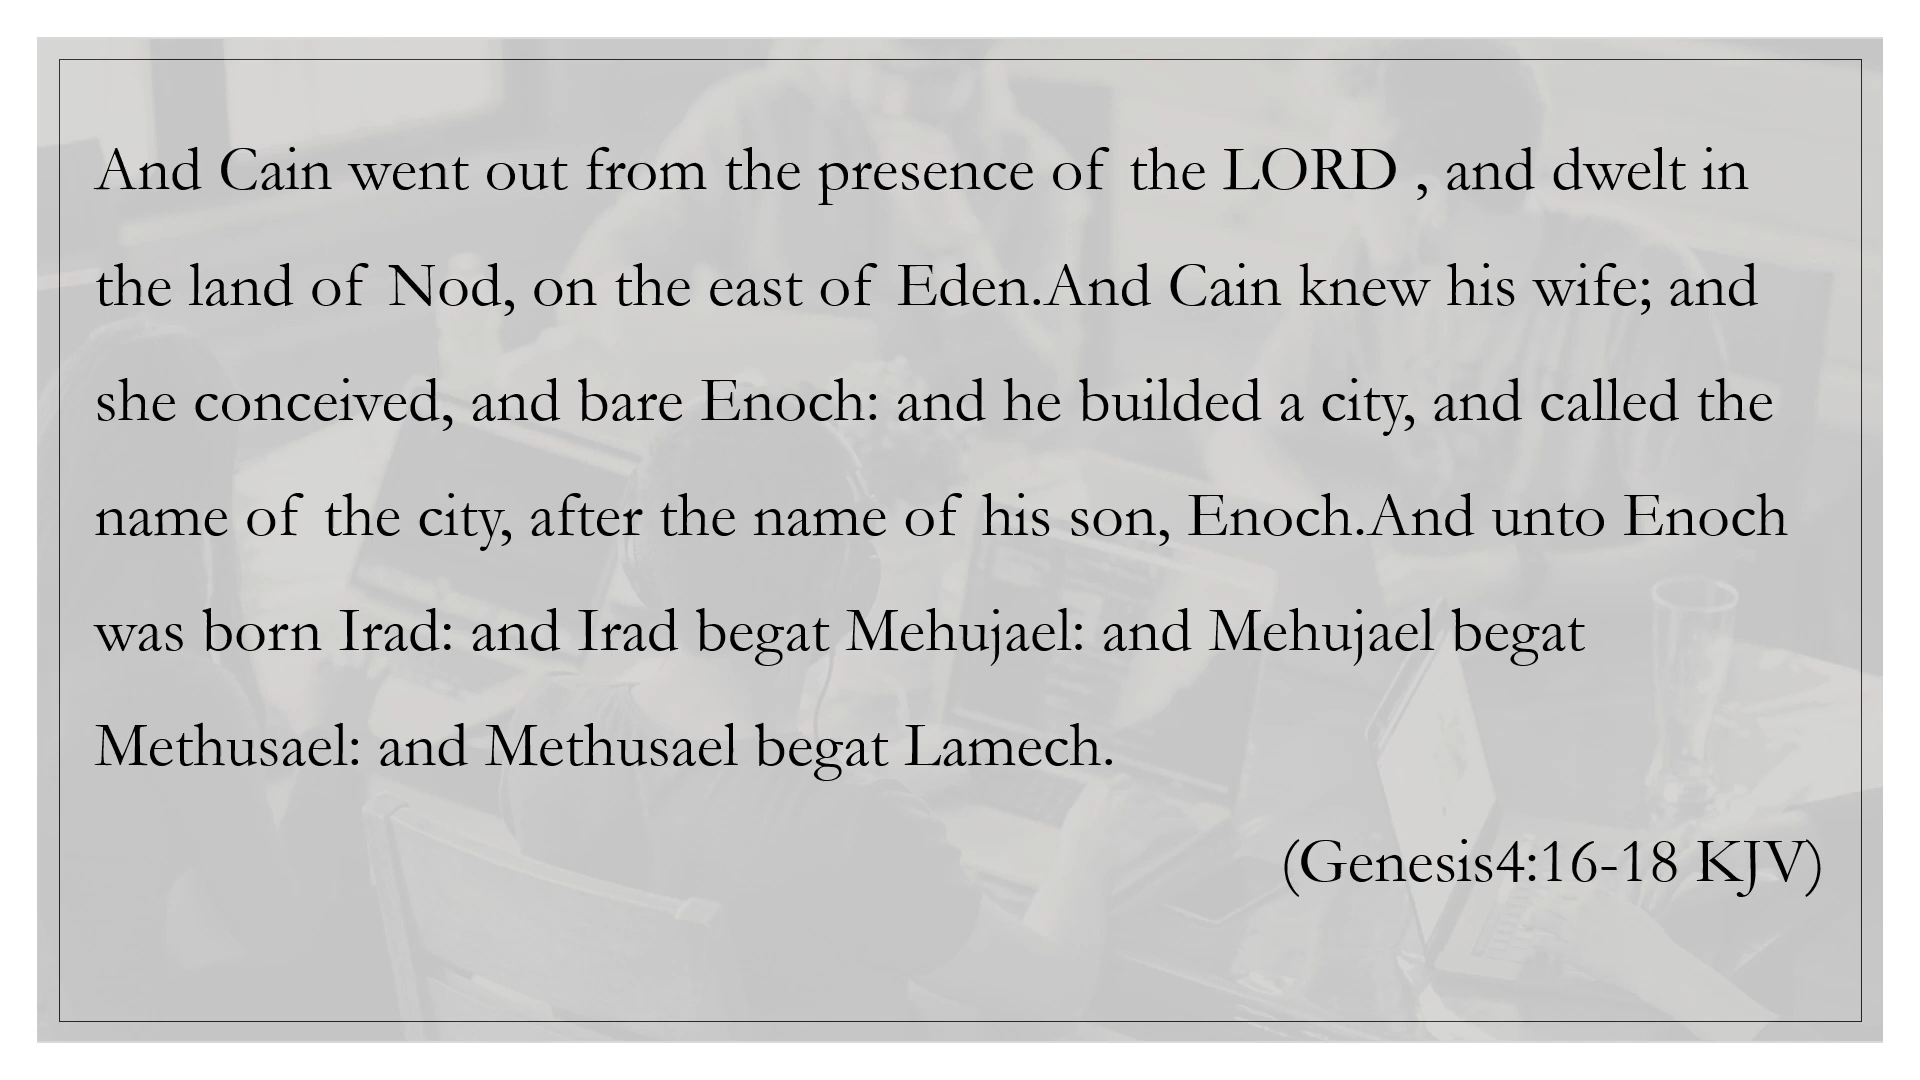 And Cain went out from the presence of the LORD , and dwelt in
the land of Nod, on the east of Eden.And Cain knew his wife; and
she conceived, and bare Enoch: and he builded a city, and called the
name of the city, after the name of his son, Enoch.And unto Enoch
was born Irad: and Irad begat Mehujael: and Mehujael begat
Methusael: and Methusael begat Lamech.
(Genesis4:16-18 KJV)